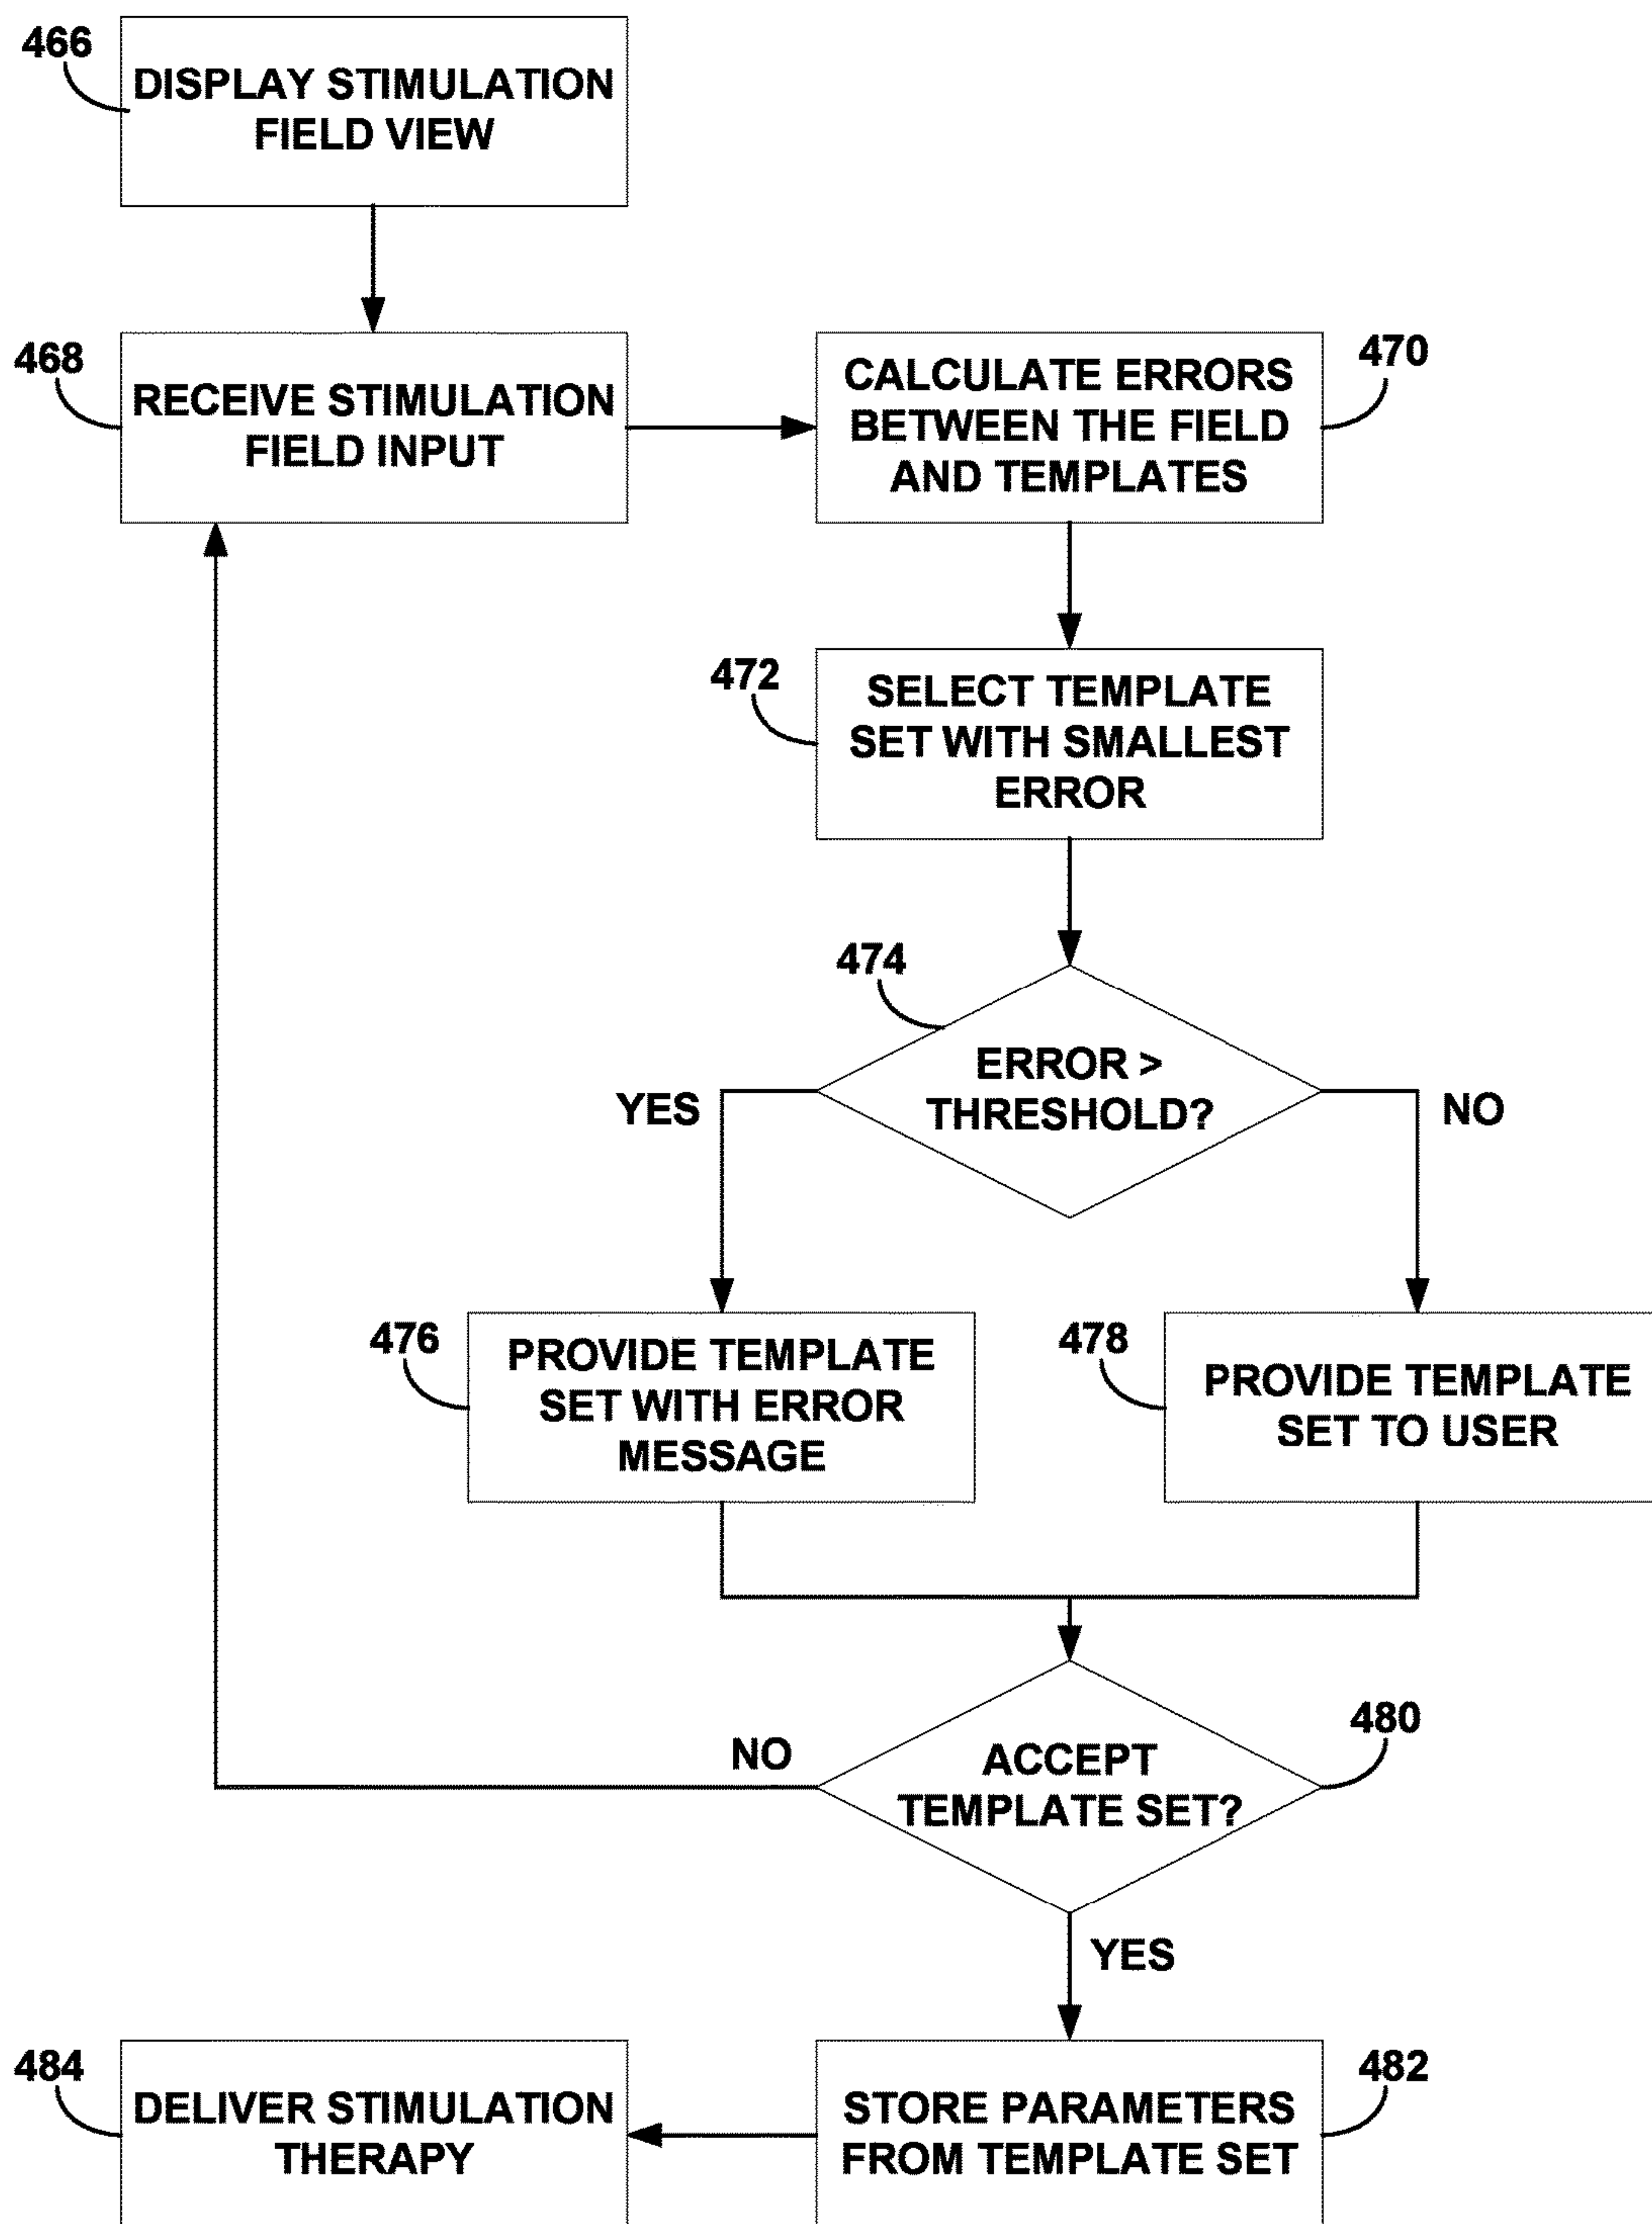 466
DISPLAY STIMULATION
FIELD VIEW
468
RECEIVE STIMULATION
FIELD INPUT
CALCULATE ERRORS
BETWEEN THE FIELD
AND TEMPLATES
470
472
SELECT TEMPLATE
SET WITH SMALLEST
ERROR
474
ERROR >
THRESHOLD?
YES
NO
476
PROVIDE TEMPLATE
SET WITH ERROR
MESSAGE
478
PROVIDE TEMPLATE
SET TO USER
480
ACCEPT
TEMPLATE SET?
NO
YES
484
DELIVER STIMULATION
THERAPY
STORE PARAMETERS
FROM TEMPLATE SET
482